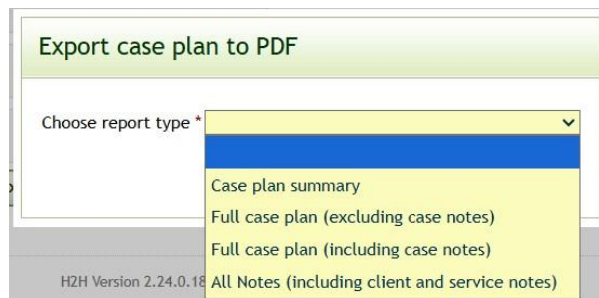 Export case plan to PDF
Choose report type *
Case plan summary
Full case plan (excluding case notes)
Full case plan (including case notes)
H2H Version 2.24.0.18
All Notes (including client and service notes)